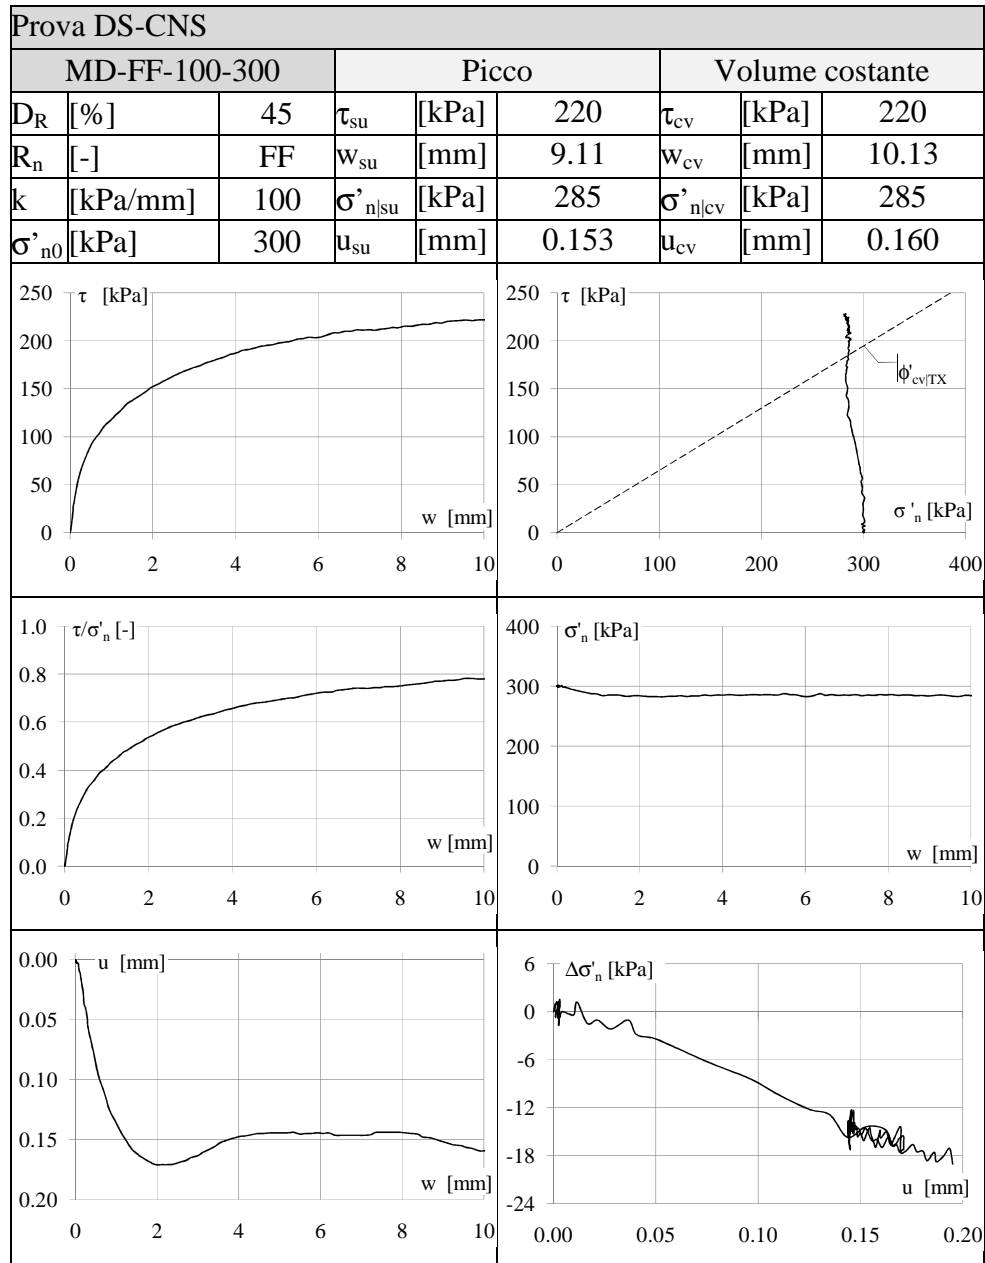 Prova DS-CNS
MD-FF-100-300 Picco Volume costante
D_R [%] 45 τ_su [kPa] 220 τ_cv [kPa] 220
R_n [-] FF w_su [mm] 9.11 w_cv [mm] 10.13
k [kPa/mm] 100 σ’_n|su [kPa] 285 σ’_n|cv [kPa] 285
σ’_n0 [kPa] 300 u_su [mm] 0.153 u_cv [mm] 0.160
τ [kPa]
250
200
150
100
50
0
w [mm]
0 2 4 6 8 10
τ [kPa]
250
200
150
100
50
0
ϕ'_cv|TX
σ '_n [kPa]
0 100 200 300 400
τ/σ'_n [-]
1.0
0.8
0.6
0.4
0.2
0.0
w [mm]
0 2 4 6 8 10
σ'_n [kPa]
400
300
200
100
0
w [mm]
0 2 4 6 8 10
u [mm]
0.00
0.05
0.10
0.15
0.20
w [mm]
0 2 4 6 8 10
Δσ'_n [kPa]
6
0
-6
-12
-18
-24
u [mm]
0.00 0.05 0.10 0.15 0.20